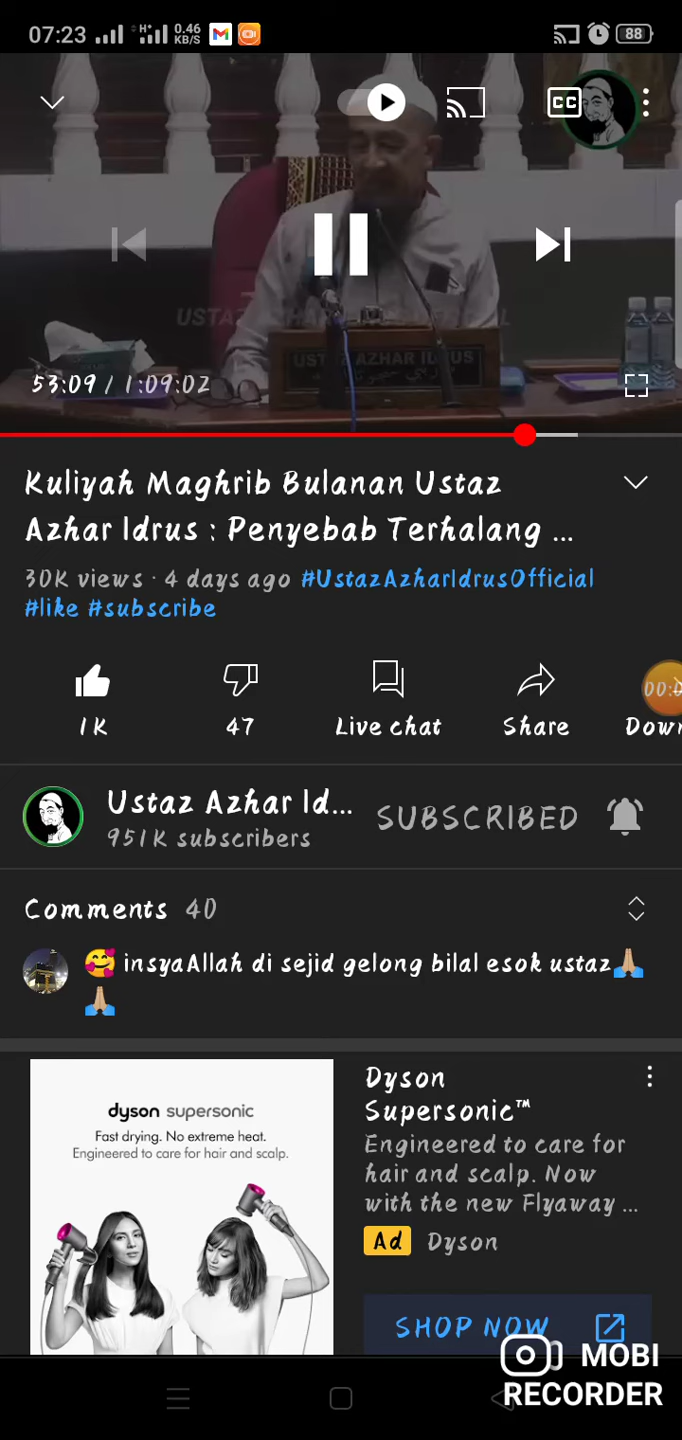 07:23 H+ 0.46 KB/S 88
CC
USTAZ AZHAR IDRUS
53:09 / 1:09:02
Kuliyah Maghrib Bulanan Ustaz
Azhar Idrus : Penyebab Terhalang ...
30K views · 4 days ago #UstazAzharIdrusOfficial
#like #subscribe
00:0
1K 47 Live chat Share Down
Ustaz Azhar Id... SUBSCRIBED
951K subscribers
Comments 40
🥰 insyaAllah di sejid gelong bilal esok ustaz🙏
🙏
dyson supersonic
Fast drying. No extreme heat.
Engineered to care for hair and scalp.
Dyson
Supersonic™
Engineered to care for
hair and scalp. Now
with the new Flyaway ...
Ad Dyson
SHOP NOW
MOBI
RECORDER